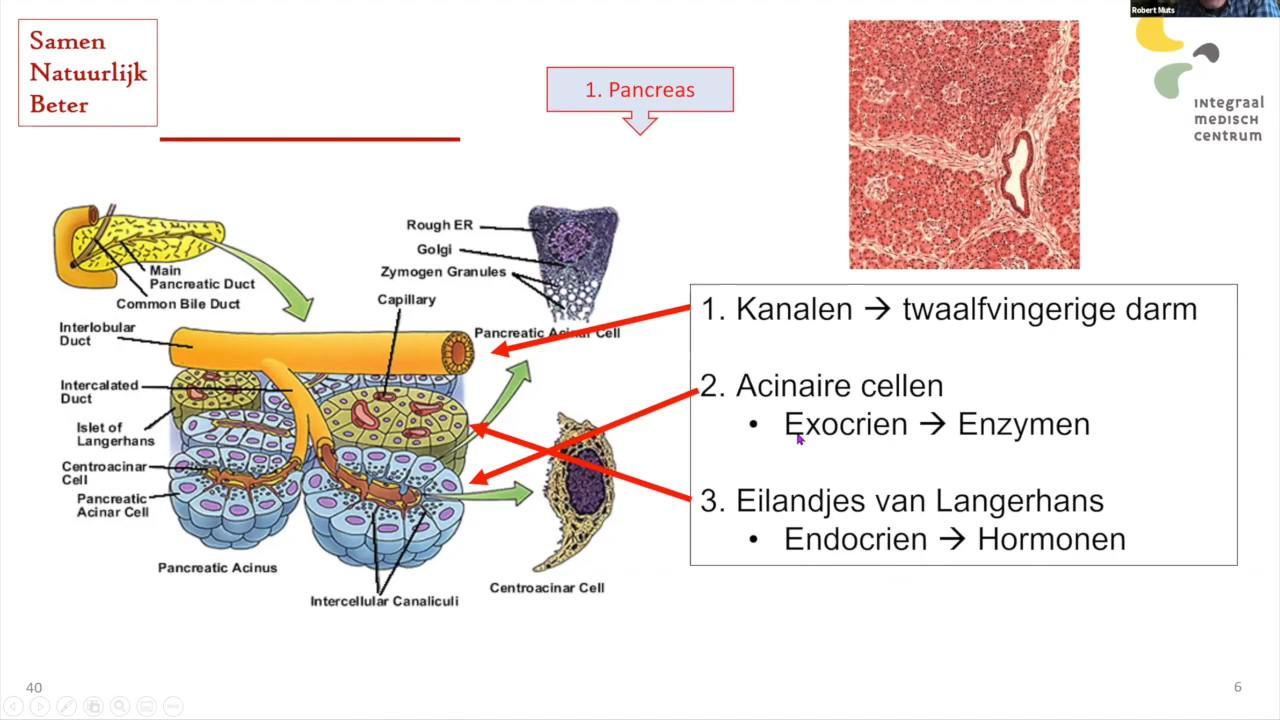 Robert Muts
Samen
Natuurlijk
Beter
1. Pancreas
INTEGRAAL
MEDISCH
CENTRUM
Rough ER
Golgi
Zymogen Granules
Capillary
Pancreatic Acinar Cell
Main
Pancreatic Duct
Common Bile Duct
Interlobular
Duct
Intercalated
Duct
Islet of
Langerhans
Centroacinar
Cell
Pancreatic
Acinar Cell
Pancreatic Acinus
Intercellular Canaliculi
Centroacinar Cell
1. Kanalen → twaalfvingerige darm
2. Acinaire cellen
• Exocrien → Enzymen
3. Eilandjes van Langerhans
• Endocrien → Hormonen
40
6